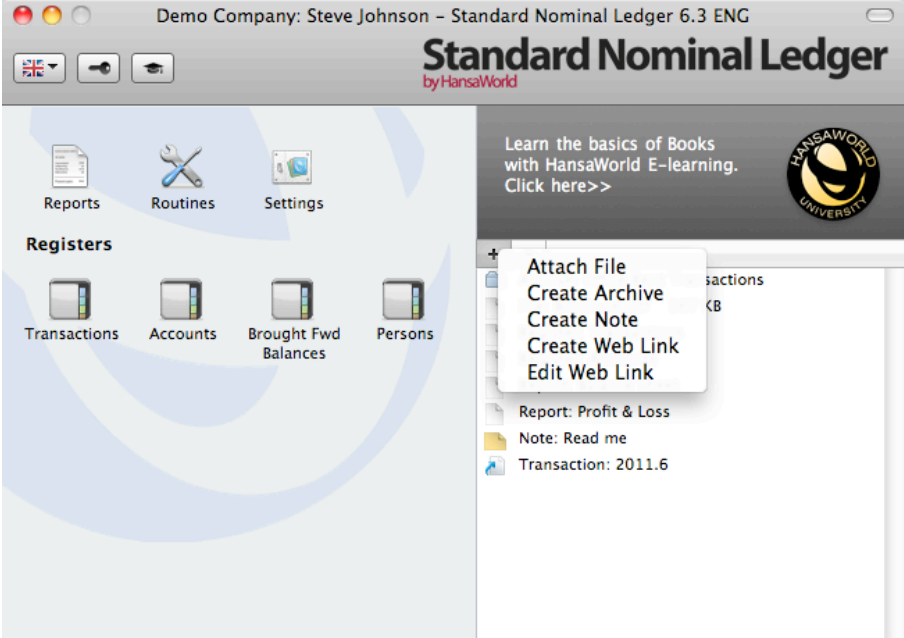 Demo Company: Steve Johnson – Standard Nominal Ledger 6.3 ENG
Standard Nominal Ledger
by HansaWorld
Learn the basics of Books
with HansaWorld E-learning.
Click here>>
HANSAWORLD
UNIVERSITY
Reports
Routines
Settings
Registers
Transactions
Accounts
Brought Fwd
Balances
Persons
+
Attach File
Create Archive
Create Note
Create Web Link
Edit Web Link
sactions
KB
Report: Profit & Loss
Note: Read me
Transaction: 2011.6